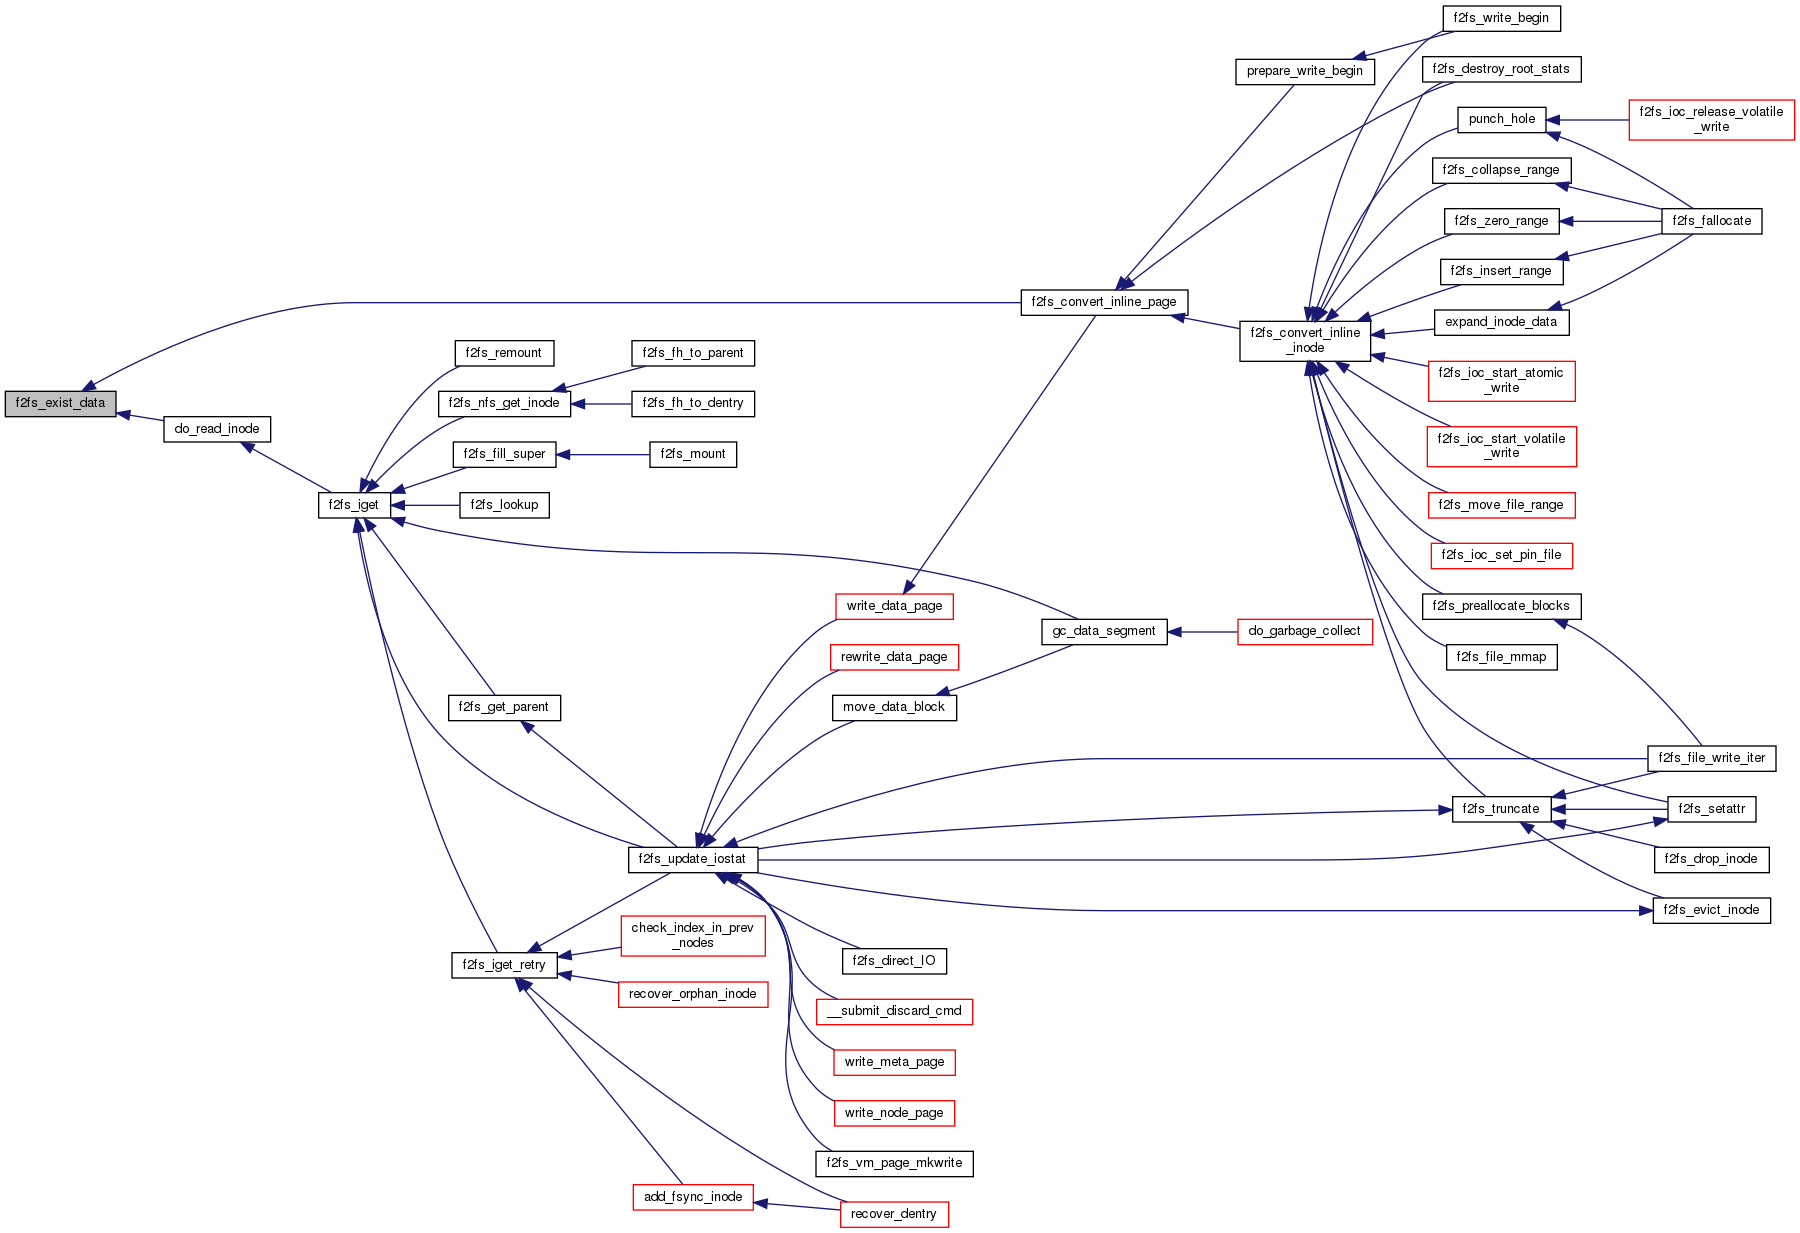 f2fs_write_begin
f2fs_destroy_root_stats
prepare_write_begin
punch_hole
f2fs_ioc_release_volatile
_write
f2fs_collapse_range
f2fs_zero_range
f2fs_fallocate
f2fs_insert_range
f2fs_convert_inline_page
expand_inode_data
f2fs_convert_inline
_inode
f2fs_remount
f2fs_fh_to_parent
f2fs_ioc_start_atomic
_write
f2fs_exist_data
f2fs_nfs_get_inode
f2fs_fh_to_dentry
do_read_inode
f2fs_ioc_start_volatile
_write
f2fs_fill_super
f2fs_mount
f2fs_iget
f2fs_lookup
f2fs_move_file_range
f2fs_ioc_set_pin_file
write_data_page
f2fs_preallocate_blocks
gc_data_segment
do_garbage_collect
rewrite_data_page
f2fs_file_mmap
f2fs_get_parent
move_data_block
f2fs_file_write_iter
f2fs_truncate
f2fs_setattr
f2fs_update_iostat
f2fs_drop_inode
f2fs_evict_inode
check_index_in_prev
_nodes
f2fs_iget_retry
f2fs_direct_IO
recover_orphan_inode
__submit_discard_cmd
write_meta_page
write_node_page
f2fs_vm_page_mkwrite
add_fsync_inode
recover_dentry